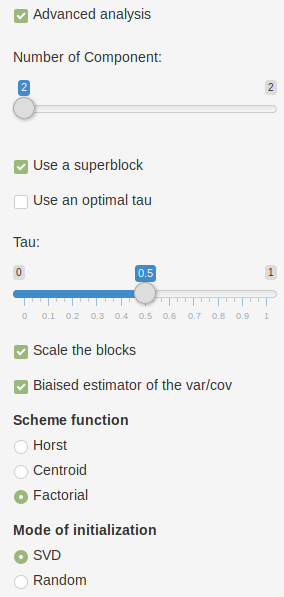 Advanced analysis
Number of Component:
2 2
Use a superblock
Use an optimal tau
Tau:
0 0.5 1
0 0.1 0.2 0.3 0.4 0.5 0.6 0.7 0.8 0.9 1
Scale the blocks
Biaised estimator of the var/cov
Scheme function
Horst
Centroid
Factorial
Mode of initialization
SVD
Random